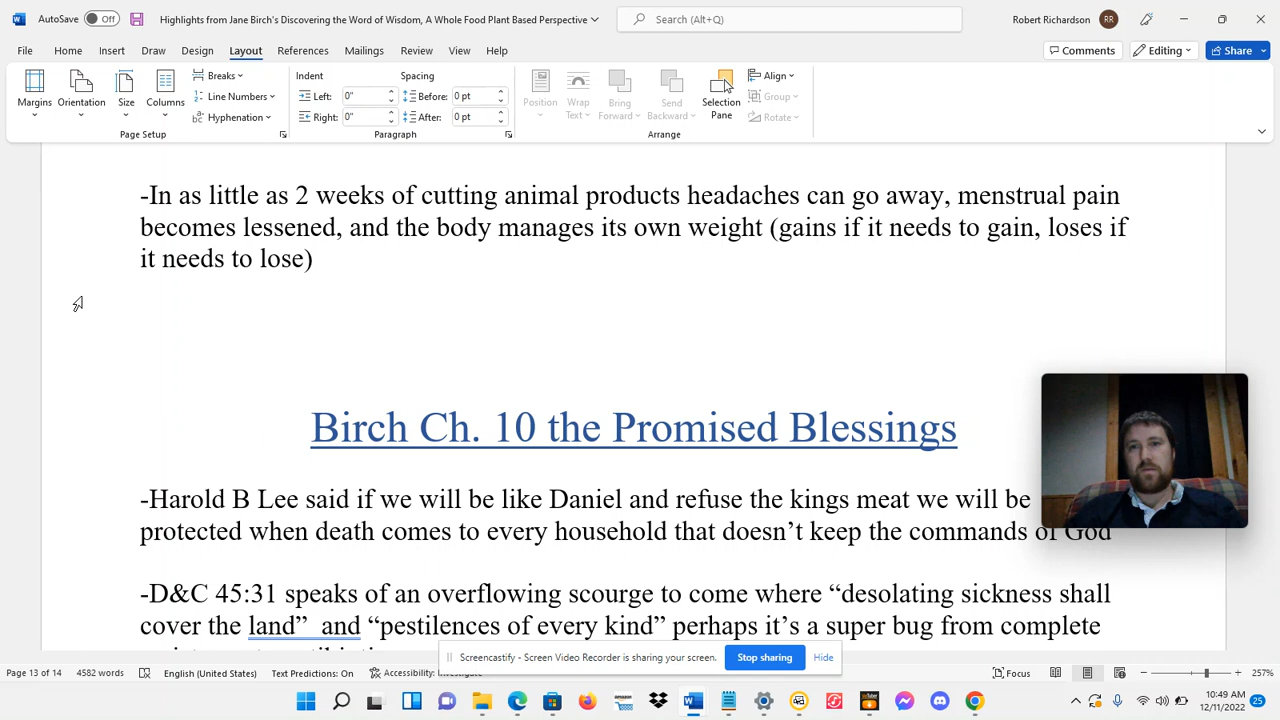 AutoSave Off Highlights from Jane Birch's Discovering the Word of Wisdom, A Whole Food Plant Based Perspective Search (Alt+Q) Robert Richardson RR
File Home Insert Draw Design Layout References Mailings Review View Help Comments Editing Share
Margins Orientation Size Columns Breaks Line Numbers Hyphenation
Page Setup
Indent Spacing
Left: 0" Before: 0 pt
Right: 0" After: 0 pt
Paragraph
Position Wrap Text Bring Forward Send Backward Selection Pane Align Group Rotate
Arrange
-In as little as 2 weeks of cutting animal products headaches can go away, menstrual pain
becomes lessened, and the body manages its own weight (gains if it needs to gain, loses if
it needs to lose)
Birch Ch. 10 the Promised Blessings
-Harold B Lee said if we will be like Daniel and refuse the kings meat we will be
protected when death comes to every household that doesn’t keep the commands of God
-D&C 45:31 speaks of an overflowing scourge to come where “desolating sickness shall
cover the land” and “pestilences of every kind” perhaps it’s a super bug from complete
Screencastify - Screen Video Recorder is sharing your screen. Stop sharing Hide
Page 13 of 14 4582 words English (United States) Text Predictions: On Accessibility: Investigate Focus 257%
10:49 AM
12/11/2022 25